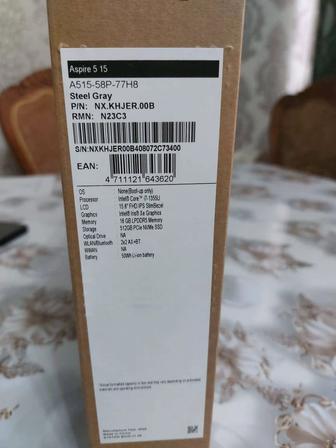 Aspire 5 15
A515-58P-77H8
Steel Gray
P/N: NX.KHJER.00B
RMN: N23C3
S/N:NXKHJER00B408072C73400
EAN:
4 711121 643620
OS None(Boot-up only)
Processor Intel® Core™ i7-1355U
LCD 15.6" FHD IPS SlimBezel
Graphics Intel® Iris® Xe Graphics
Memory 16 GB LPDDR5 Memory
Storage 512GB PCIe NVMe SSD
Optical Drive NA
WLAN/Bluetooth 2x2 AX+BT
WWAN NA
Battery 50Wh Li-ion battery